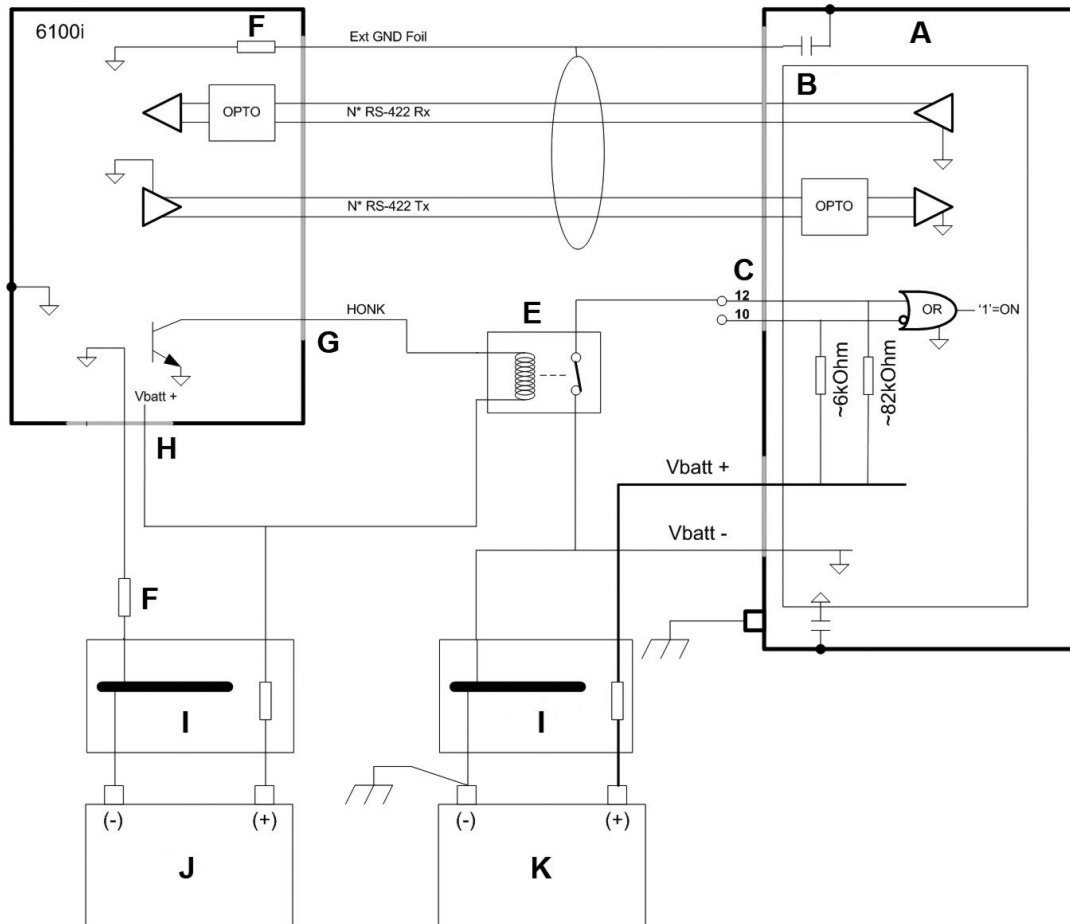 6100i
F
Ext GND Foil
A
B
OPTO
N* RS-422 Rx
N* RS-422 Tx
OPTO
C
12
10
OR
'1'=ON
HONK
E
G
~6kOhm
~82kOhm
Vbatt +
H
Vbatt +
Vbatt -
F
I
I
(-)
(+)
(-)
(+)
J
K